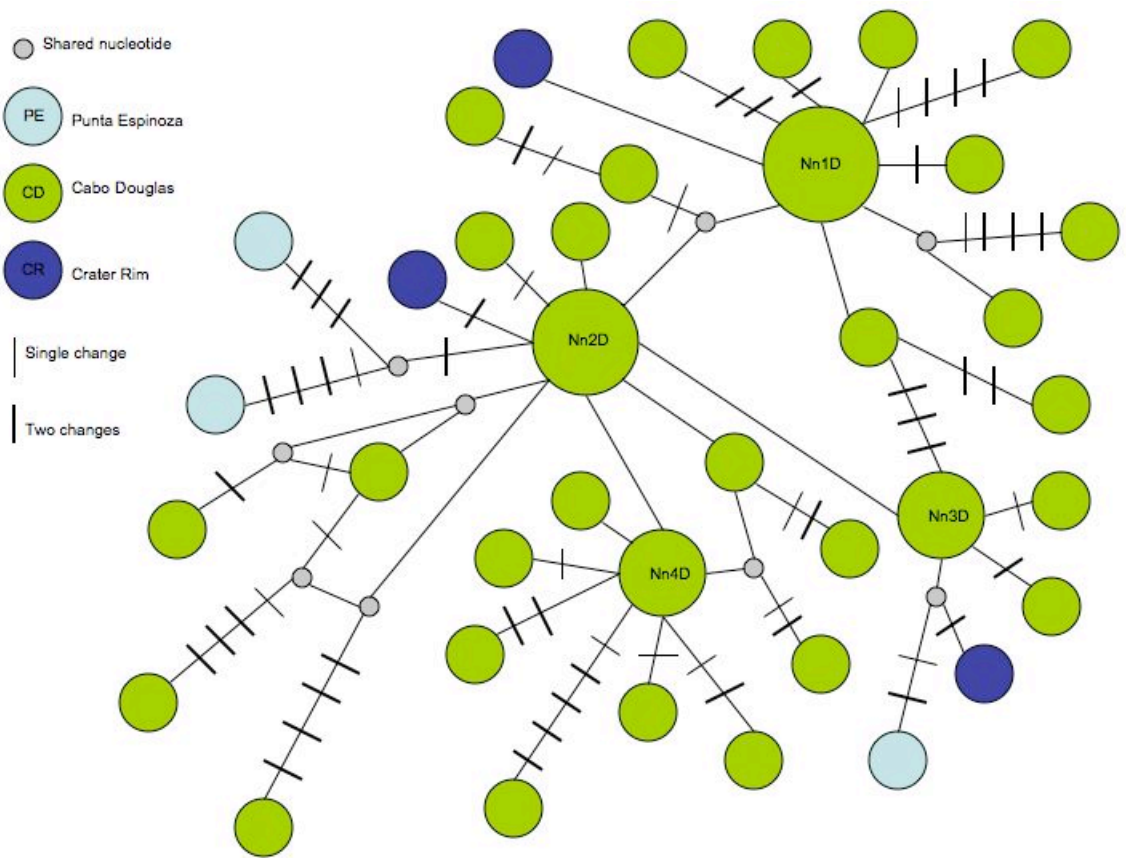 Shared nucleotide
PE Punta Espinoza
CD Cabo Douglas
CR Crater Rim
Single change
Two changes
Nn1D
Nn2D
Nn3D
Nn4D